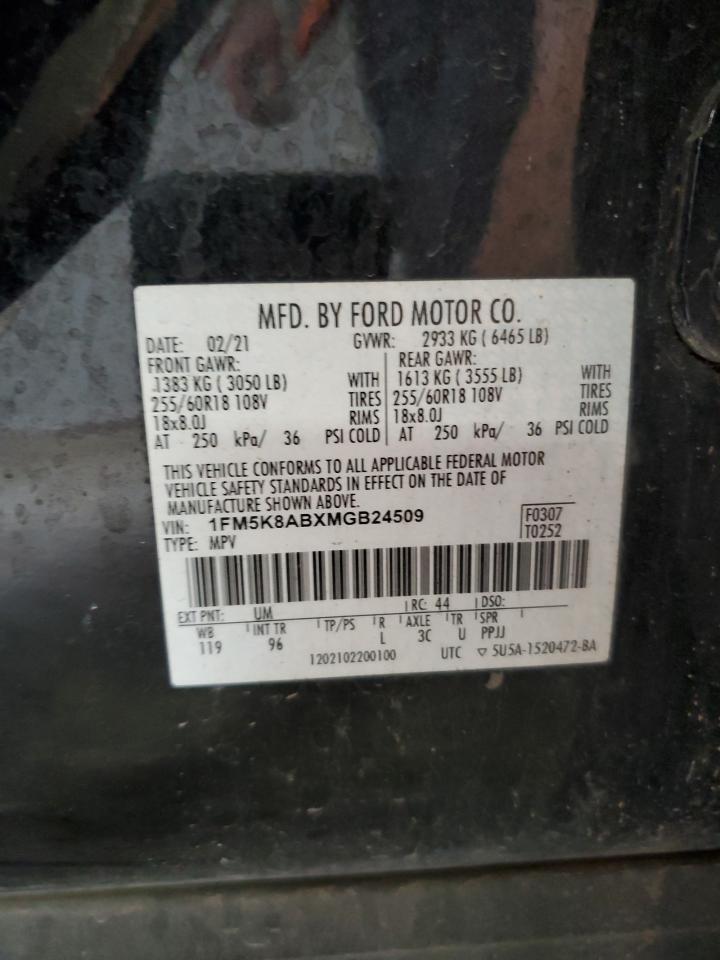 MFD. BY FORD MOTOR CO.
DATE: 02/21 GVWR: 2933 KG ( 6465 LB)
FRONT GAWR: REAR GAWR:
1383 KG ( 3050 LB) WITH 1613 KG ( 3555 LB) WITH
255/60R18 108V TIRES 255/60R18 108V TIRES
18x8.0J RIMS 18x8.0J RIMS
AT 250 kPa/ 36 PSI COLD AT 250 kPa/ 36 PSI COLD
THIS VEHICLE CONFORMS TO ALL APPLICABLE FEDERAL MOTOR
VEHICLE SAFETY STANDARDS IN EFFECT ON THE DATE OF
MANUFACTURE SHOWN ABOVE.
VIN: 1FM5K8ABXMGB24509 F0307
TYPE: MPV T0252
EXT PNT: UM RC: 44 DSO:
WB INT TR TP/PS R AXLE TR SPR
119 96 L 3C U PPJJ
1202102200100 UTC ▽ 5U5A-1520472-BA